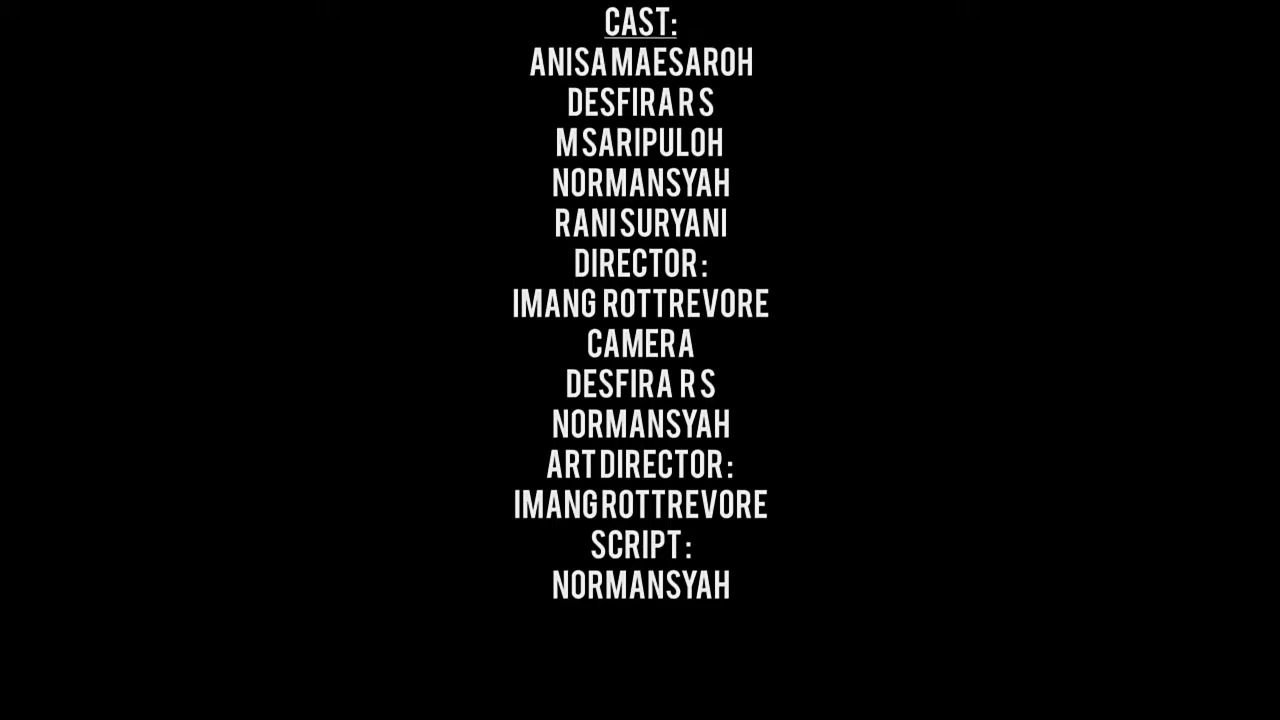 CAST:
ANISA MAESAROH
DESFIRA R S
M SARIPULOH
NORMANSYAH
RANI SURYANI
DIRECTOR :
IMANG ROTTREVORE
CAMERA
DESFIRA R S
NORMANSYAH
ART DIRECTOR :
IMANG ROTTREVORE
SCRIPT :
NORMANSYAH